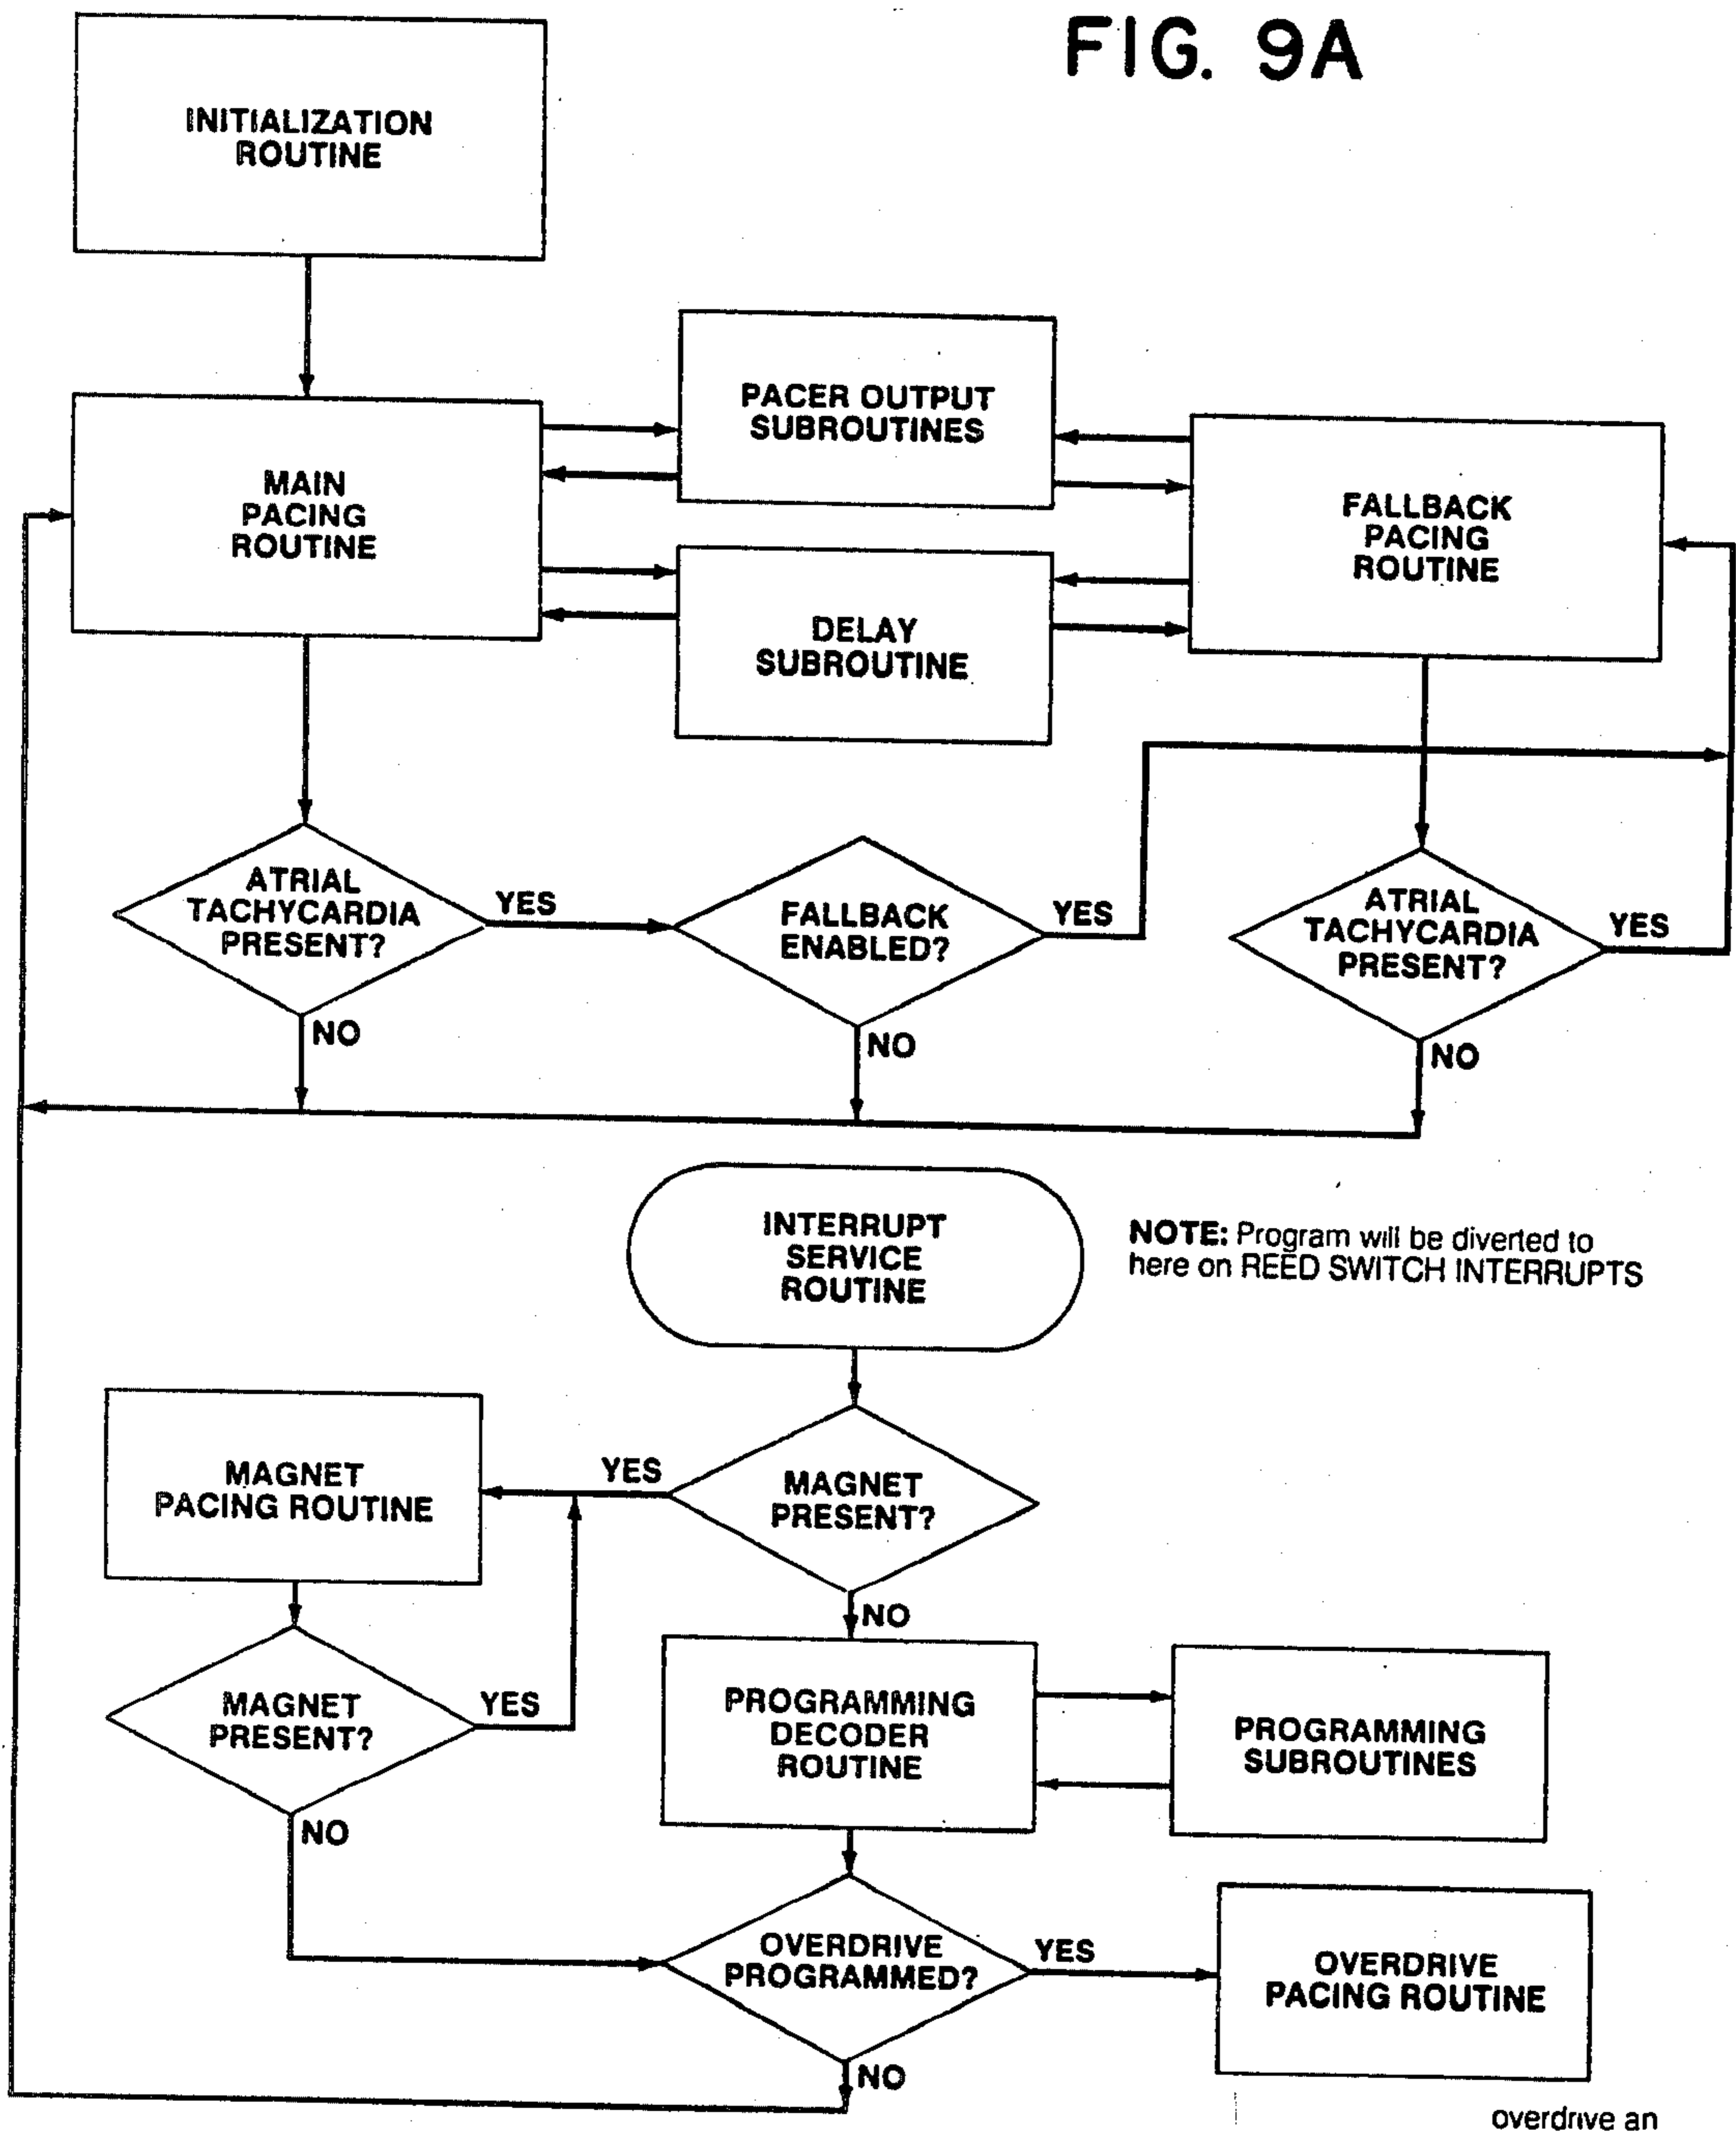 FIG. 9A
INITIALIZATION
ROUTINE
PACER OUTPUT
SUBROUTINES
MAIN
PACING
ROUTINE
FALLBACK
PACING
ROUTINE
DELAY
SUBROUTINE
ATRIAL
TACHYCARDIA
PRESENT?
YES
NO
FALLBACK
ENABLED?
YES
NO
ATRIAL
TACHYCARDIA
PRESENT?
YES
NO
INTERRUPT
SERVICE
ROUTINE
NOTE: Program will be diverted to
here on REED SWITCH INTERRUPTS
MAGNET
PRESENT?
YES
NO
MAGNET
PACING ROUTINE
MAGNET
PRESENT?
YES
NO
PROGRAMMING
DECODER
ROUTINE
PROGRAMMING
SUBROUTINES
OVERDRIVE
PROGRAMMED?
YES
NO
OVERDRIVE
PACING ROUTINE
overdrive an